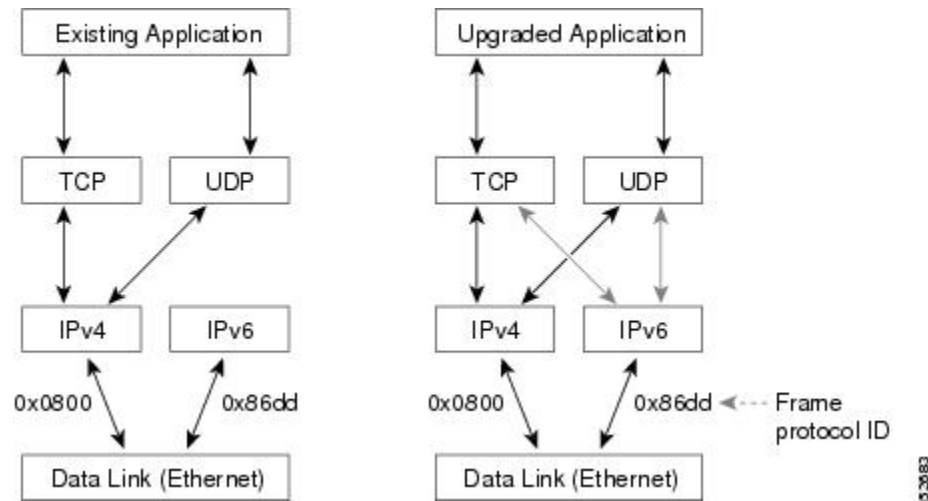 Existing Application
Upgraded Application
TCP
UDP
TCP
UDP
IPv4
IPv6
IPv4
IPv6
0x0800
0x86dd
0x0800
0x86dd
Frame
protocol ID
Data Link (Ethernet)
Data Link (Ethernet)
52683